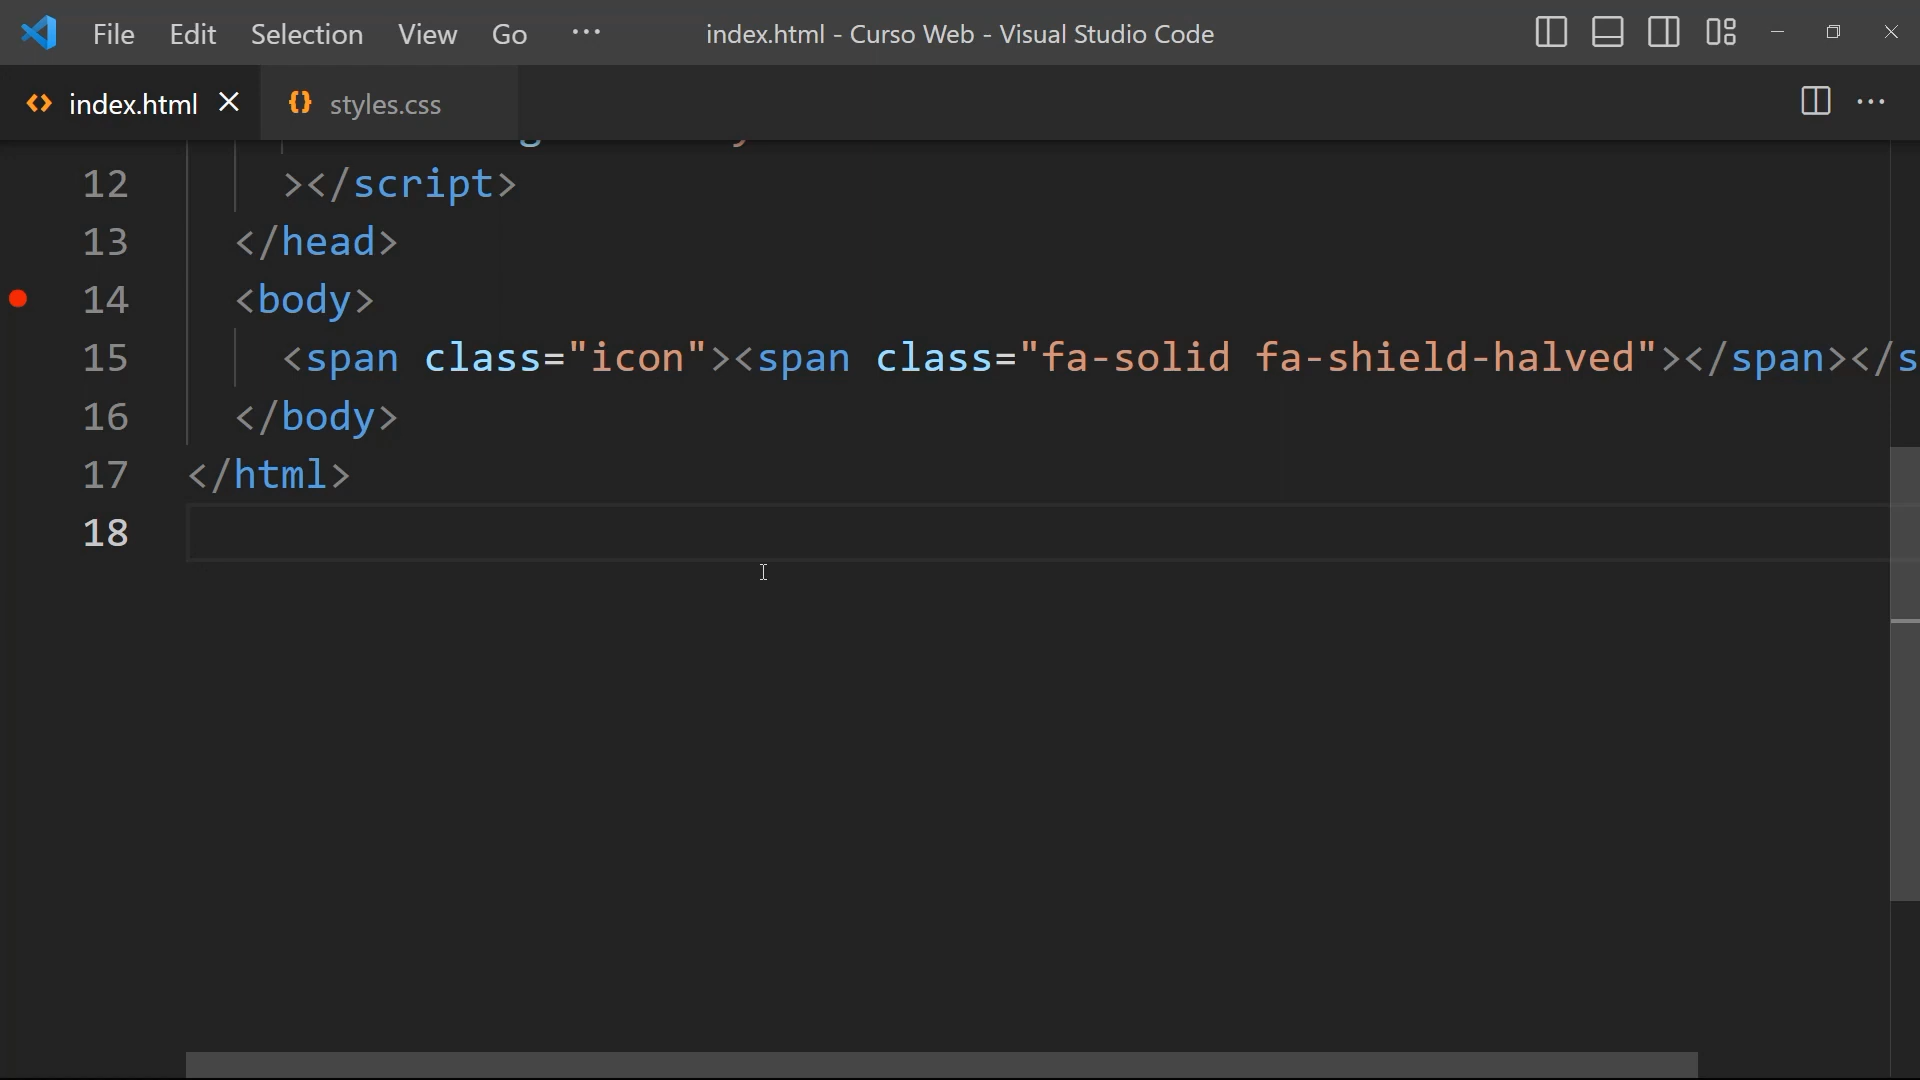 File Edit Selection View Go ··· index.html - Curso Web - Visual Studio Code
index.html styles.css
12 ></script>
13 </head>
14 <body>
15 <span class="icon"><span class="fa-solid fa-shield-halved"></span></s
16 </body>
17 </html>
18